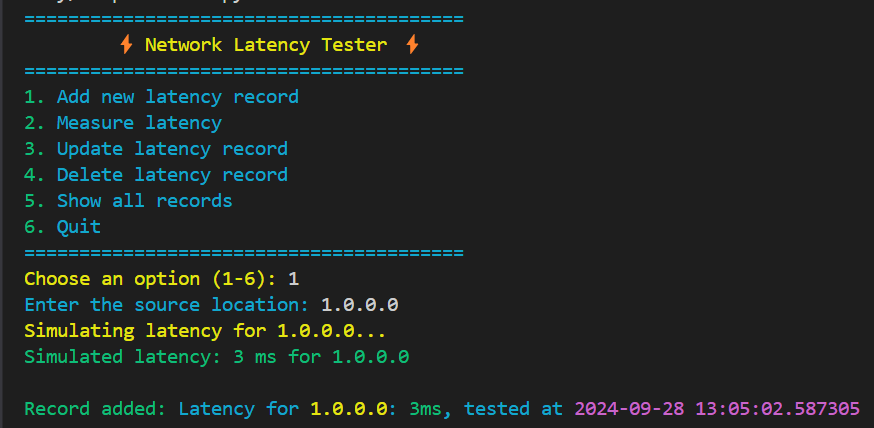 ========================================
⚡ Network Latency Tester ⚡
========================================
1. Add new latency record
2. Measure latency
3. Update latency record
4. Delete latency record
5. Show all records
6. Quit
========================================
Choose an option (1-6): 1
Enter the source location: 1.0.0.0
Simulating latency for 1.0.0.0...
Simulated latency: 3 ms for 1.0.0.0
Record added: Latency for 1.0.0.0: 3ms, tested at 2024-09-28 13:05:02.587305